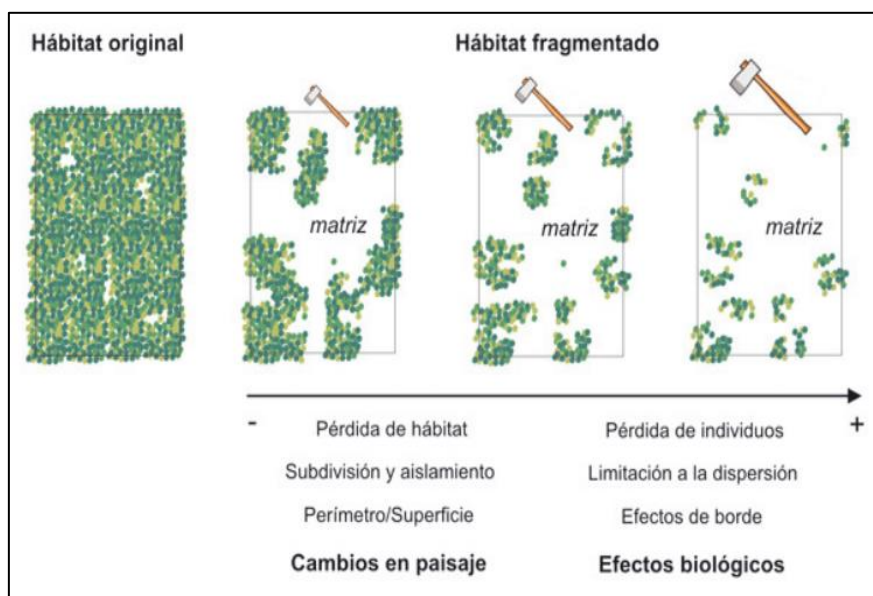 Hábitat original
Hábitat fragmentado
matriz
matriz
matriz
-
+
Pérdida de hábitat
Pérdida de individuos
Subdivisión y aislamiento
Limitación a la dispersión
Perímetro/Superficie
Efectos de borde
Cambios en paisaje
Efectos biológicos